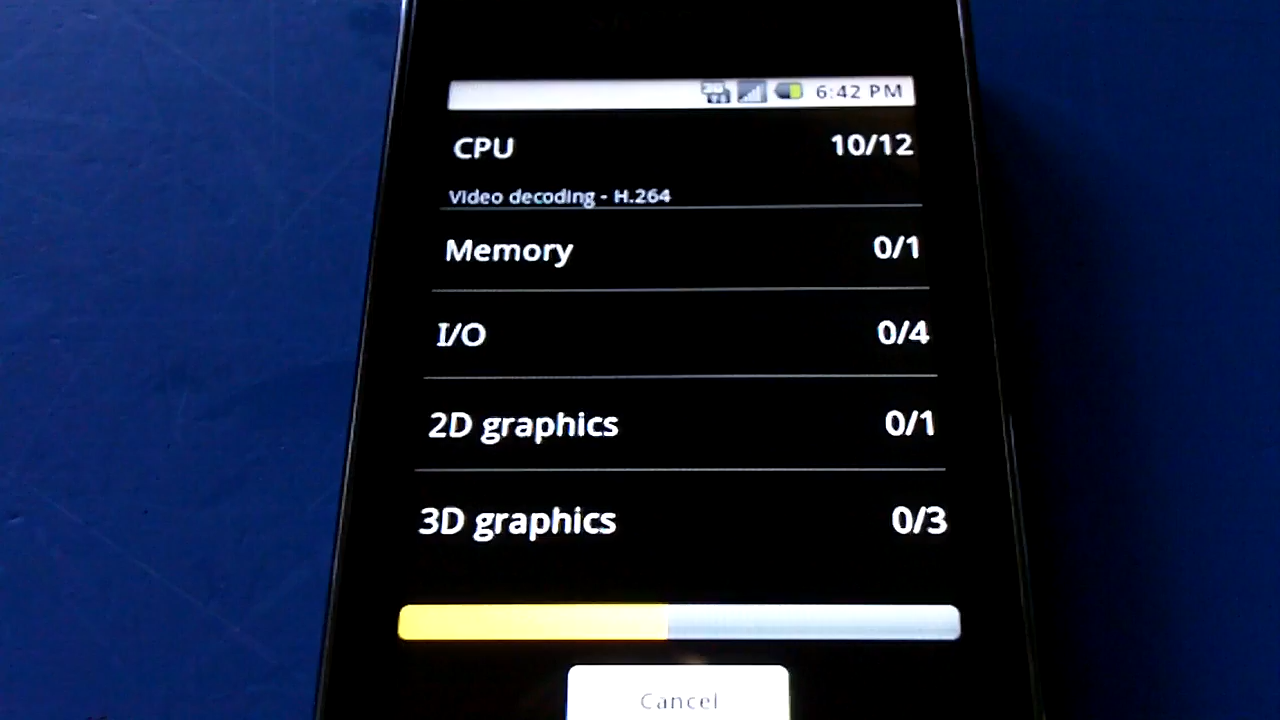 6:42 PM
CPU 10/12
Video decoding - H.264
Memory 0/1
I/O 0/4
2D graphics 0/1
3D graphics 0/3
Cancel